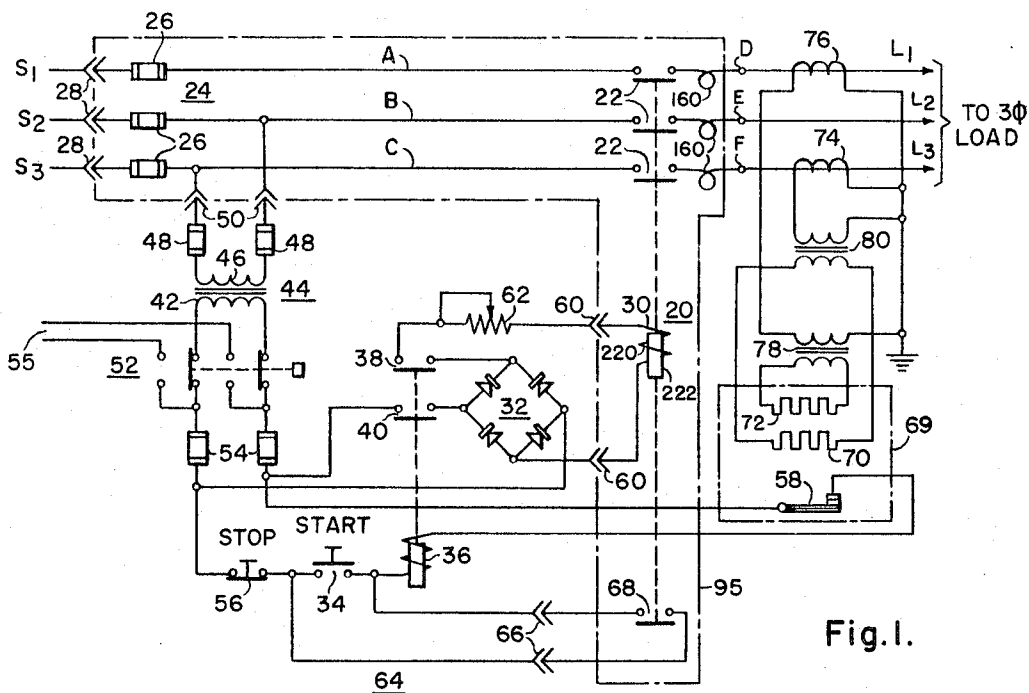 26 A D 76 L1
S1
28 24 22 160
B E L2
S2 TO 3Φ
LOAD
28 26 C 22 160 F 74 L3
S3
50
48 48 80
46
42 44 62 60 30 20
55 52 38 220 78
32 222
40 72 69
54 60 70
58
START
STOP
36
56 34 68 95
66
Fig.1.
64